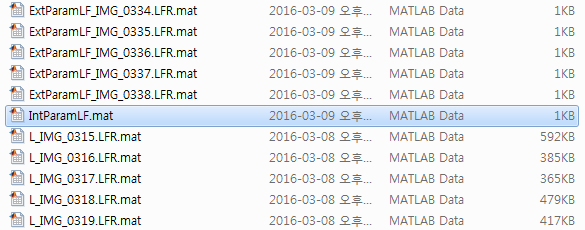 ExtParamLF_IMG_0334.LFR.mat 2016-03-09 오후... MATLAB Data 1KB
ExtParamLF_IMG_0335.LFR.mat 2016-03-09 오후... MATLAB Data 1KB
ExtParamLF_IMG_0336.LFR.mat 2016-03-09 오후... MATLAB Data 1KB
ExtParamLF_IMG_0337.LFR.mat 2016-03-09 오후... MATLAB Data 1KB
ExtParamLF_IMG_0338.LFR.mat 2016-03-09 오후... MATLAB Data 1KB
IntParamLF.mat 2016-03-09 오후... MATLAB Data 1KB
L_IMG_0315.LFR.mat 2016-03-08 오후... MATLAB Data 592KB
L_IMG_0316.LFR.mat 2016-03-08 오후... MATLAB Data 385KB
L_IMG_0317.LFR.mat 2016-03-08 오후... MATLAB Data 365KB
L_IMG_0318.LFR.mat 2016-03-08 오후... MATLAB Data 479KB
L_IMG_0319.LFR.mat 2016-03-08 오후... MATLAB Data 417KB